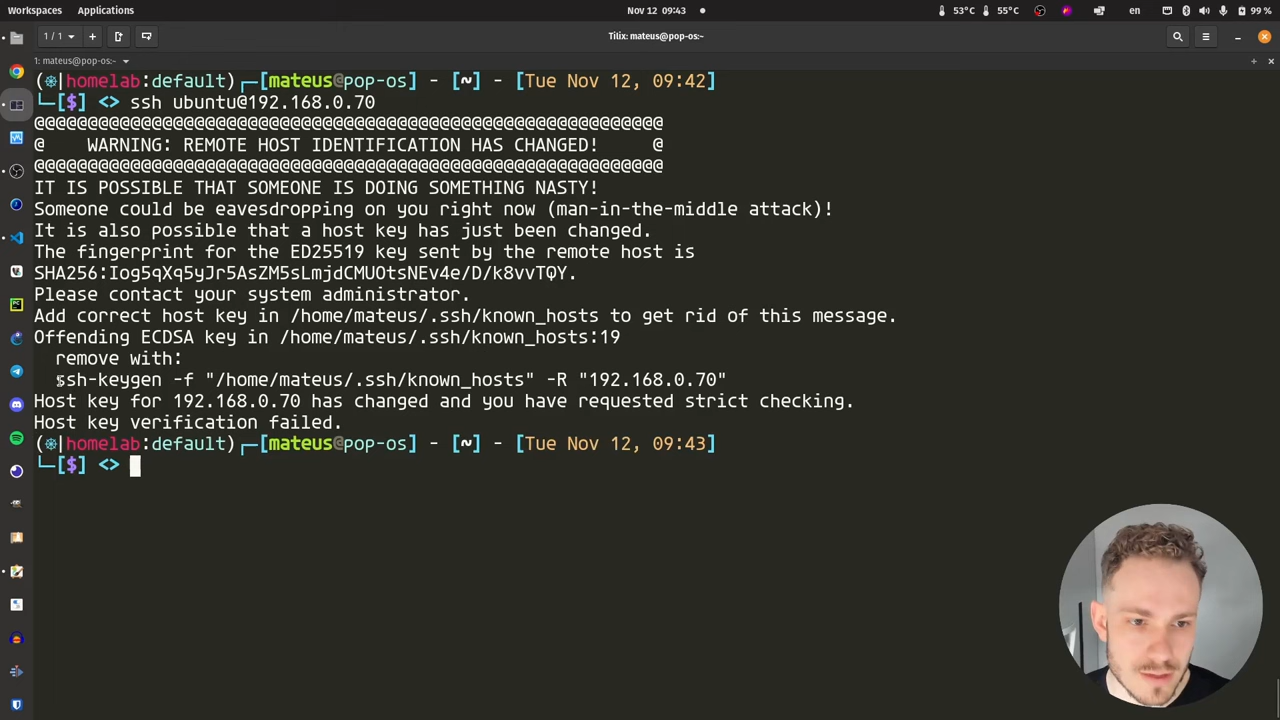 Workspaces Applications Nov 12 09:43 53°C 55°C en 99 %
1 / 1 Tilix: mateus@pop-os:~
1: mateus@pop-os:~
(⎈|homelab:default)┌─[mateus@pop-os] - [~] - [Tue Nov 12, 09:42]
└─[$] <> ssh ubuntu@192.168.0.70
@@@@@@@@@@@@@@@@@@@@@@@@@@@@@@@@@@@@@@@@@@@@@@@@@@@@@@@@@@@
@    WARNING: REMOTE HOST IDENTIFICATION HAS CHANGED!     @
@@@@@@@@@@@@@@@@@@@@@@@@@@@@@@@@@@@@@@@@@@@@@@@@@@@@@@@@@@@
IT IS POSSIBLE THAT SOMEONE IS DOING SOMETHING NASTY!
Someone could be eavesdropping on you right now (man-in-the-middle attack)!
It is also possible that a host key has just been changed.
The fingerprint for the ED25519 key sent by the remote host is
SHA256:Iog5qXq5yJr5AsZM5sLmjdCMUOtsNEv4e/D/k8vvTQY.
Please contact your system administrator.
Add correct host key in /home/mateus/.ssh/known_hosts to get rid of this message.
Offending ECDSA key in /home/mateus/.ssh/known_hosts:19
  remove with:
  ssh-keygen -f "/home/mateus/.ssh/known_hosts" -R "192.168.0.70"
Host key for 192.168.0.70 has changed and you have requested strict checking.
Host key verification failed.
(⎈|homelab:default)┌─[mateus@pop-os] - [~] - [Tue Nov 12, 09:43]
└─[$] <>